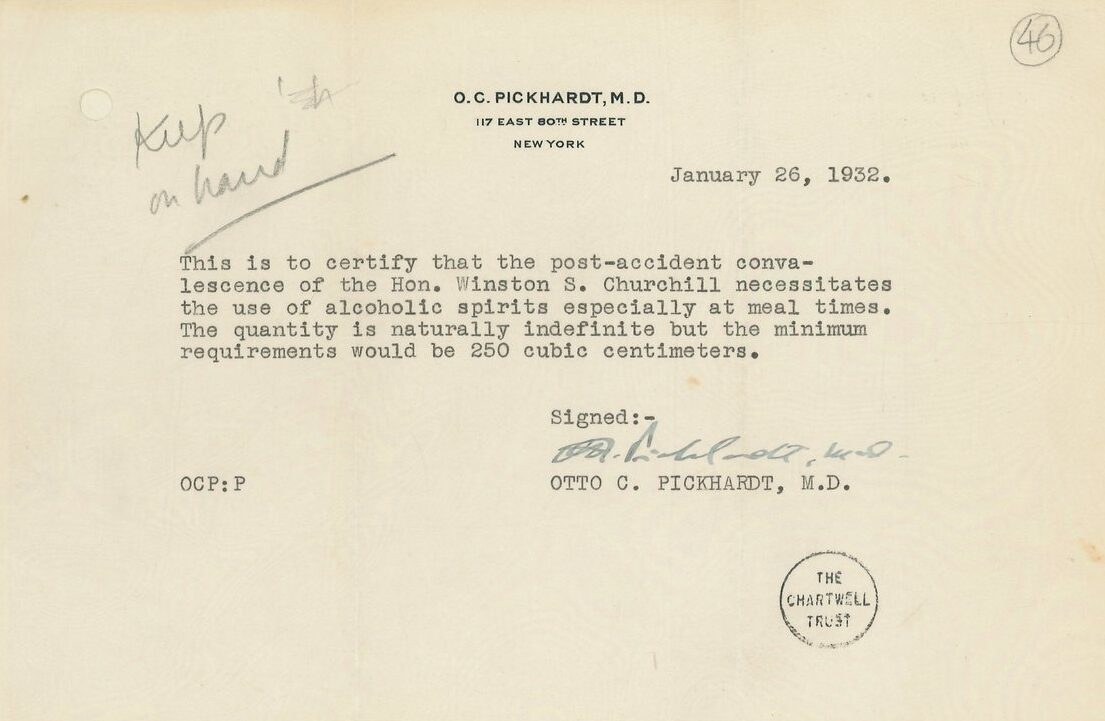 46
Keep
on hand
O.C. PICKHARDT, M.D.
117 EAST 80TH STREET
NEW YORK
January 26, 1932.
This is to certify that the post-accident conva-
lescence of the Hon. Winston S. Churchill necessitates
the use of alcoholic spirits especially at meal times.
The quantity is naturally indefinite but the minimum
requirements would be 250 cubic centimeters.
Signed:-
Pickhardt, M.D.
OCP:P
OTTO C. PICKHARDT, M.D.
THE
CHARTWELL
TRUST